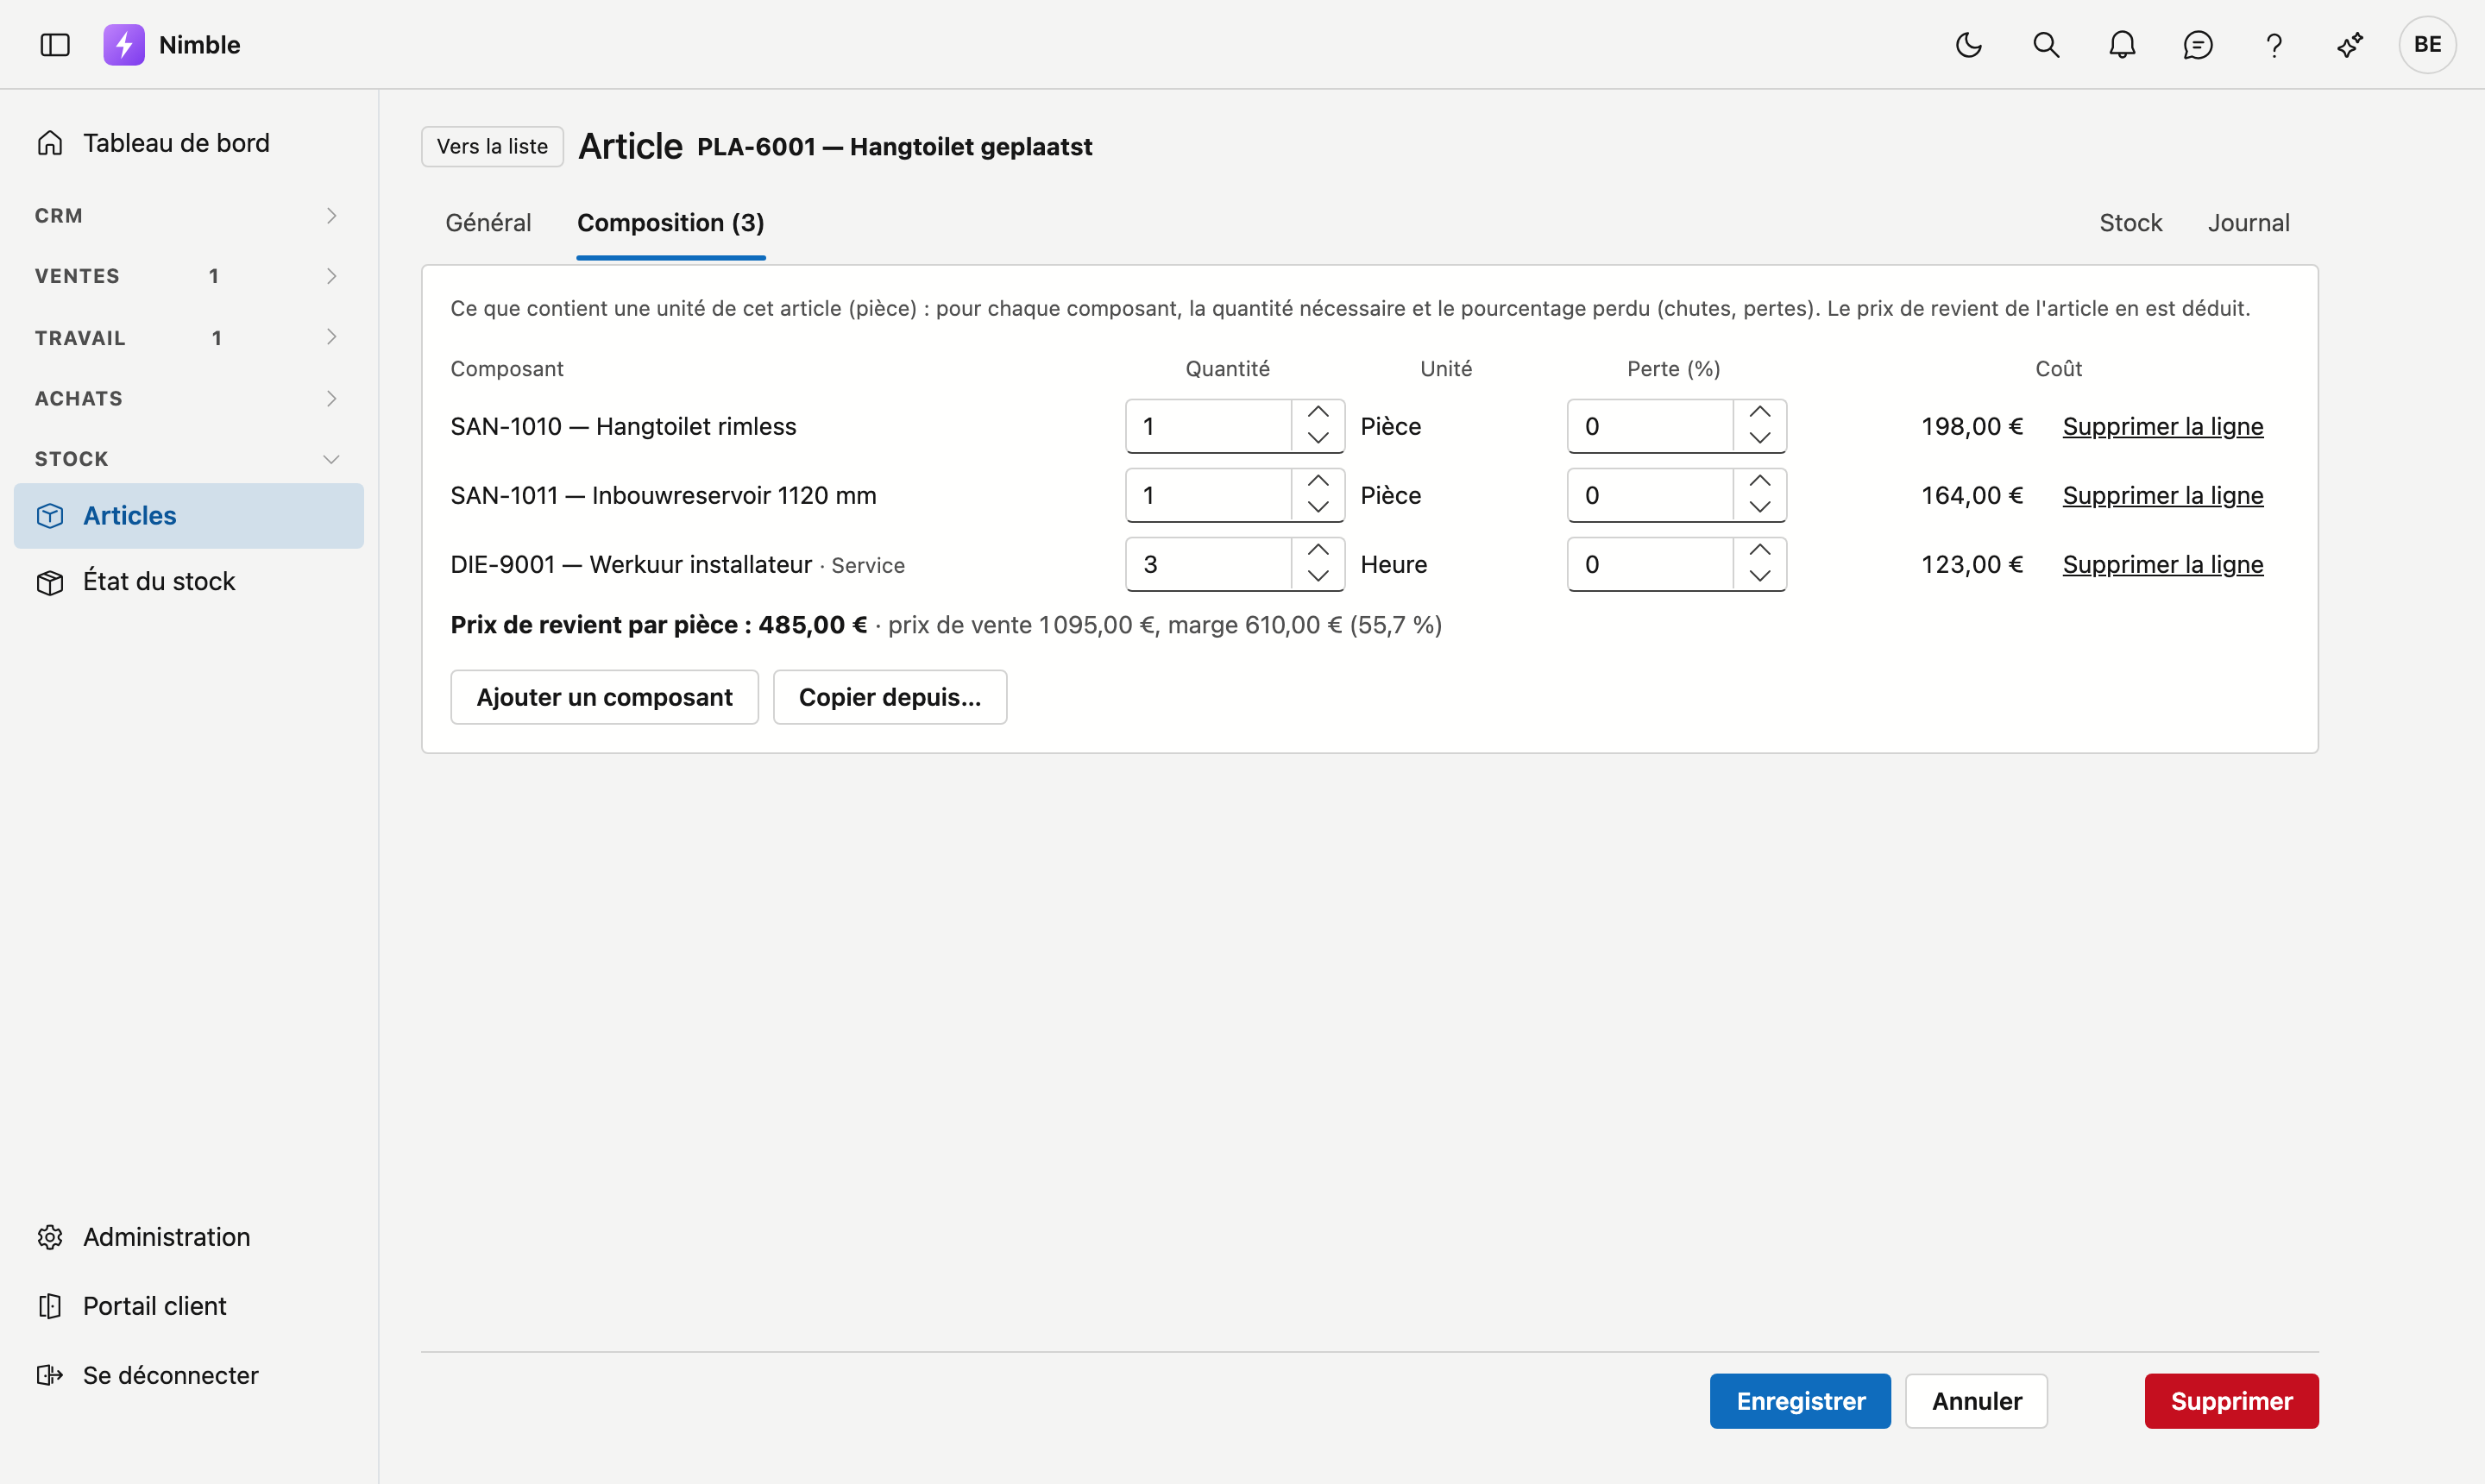 Nimble
BE
Tableau de bord
CRM
VENTES 1
TRAVAIL 1
ACHATS
STOCK
Articles
État du stock
Administration
Portail client
Se déconnecter
Vers la liste Article PLA-6001 — Hangtoilet geplaatst
Général Composition (3) Stock Journal
Ce que contient une unité de cet article (pièce) : pour chaque composant, la quantité nécessaire et le pourcentage perdu (chutes, pertes). Le prix de revient de l'article en est déduit.
Composant Quantité Unité Perte (%) Coût
SAN-1010 — Hangtoilet rimless 1 Pièce 0 198,00 € Supprimer la ligne
SAN-1011 — Inbouwreservoir 1120 mm 1 Pièce 0 164,00 € Supprimer la ligne
DIE-9001 — Werkuur installateur · Service 3 Heure 0 123,00 € Supprimer la ligne
Prix de revient par pièce : 485,00 € · prix de vente 1 095,00 €, marge 610,00 € (55,7 %)
Ajouter un composant Copier depuis...
Enregistrer Annuler Supprimer